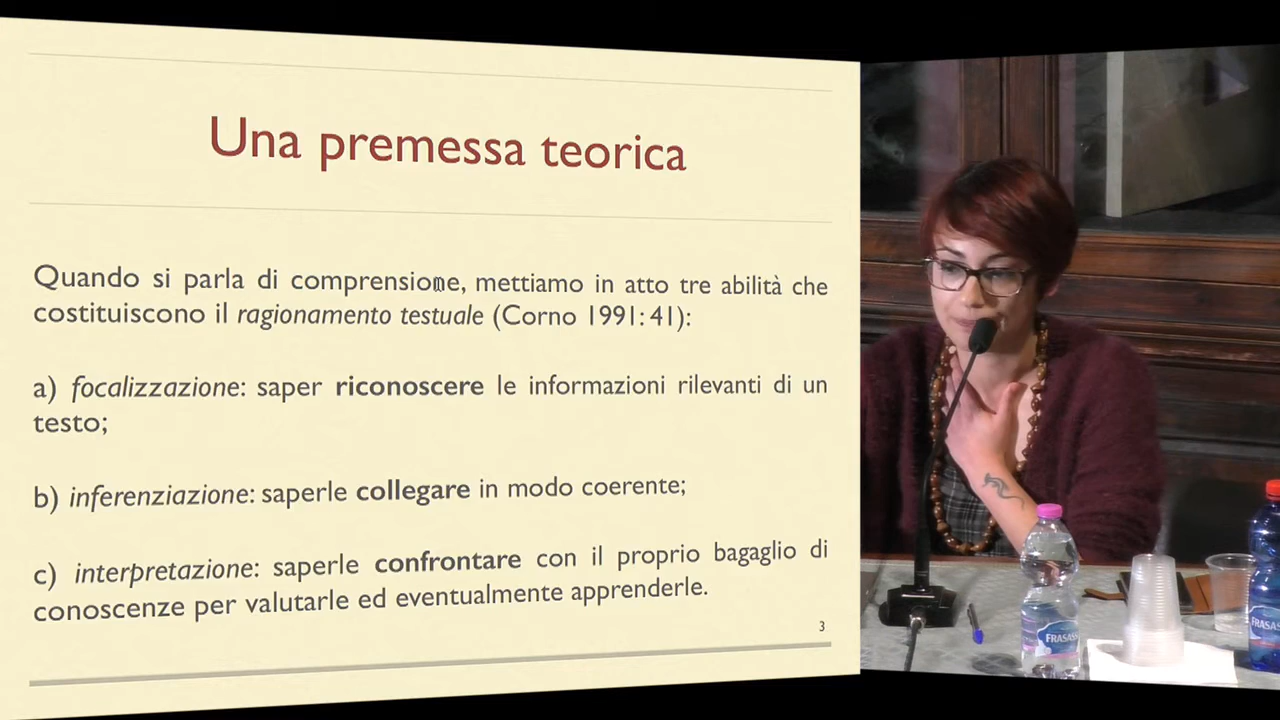 Una premessa teorica
Quando si parla di comprensione, mettiamo in atto tre abilità che
costituiscono il ragionamento testuale (Corno 1991: 41):
a) focalizzazione: saper riconoscere le informazioni rilevanti di un
testo;
b) inferenziazione: saperle collegare in modo coerente;
c) interpretazione: saperle confrontare con il proprio bagaglio di
conoscenze per valutarle ed eventualmente apprenderle.
3
FRASASSI